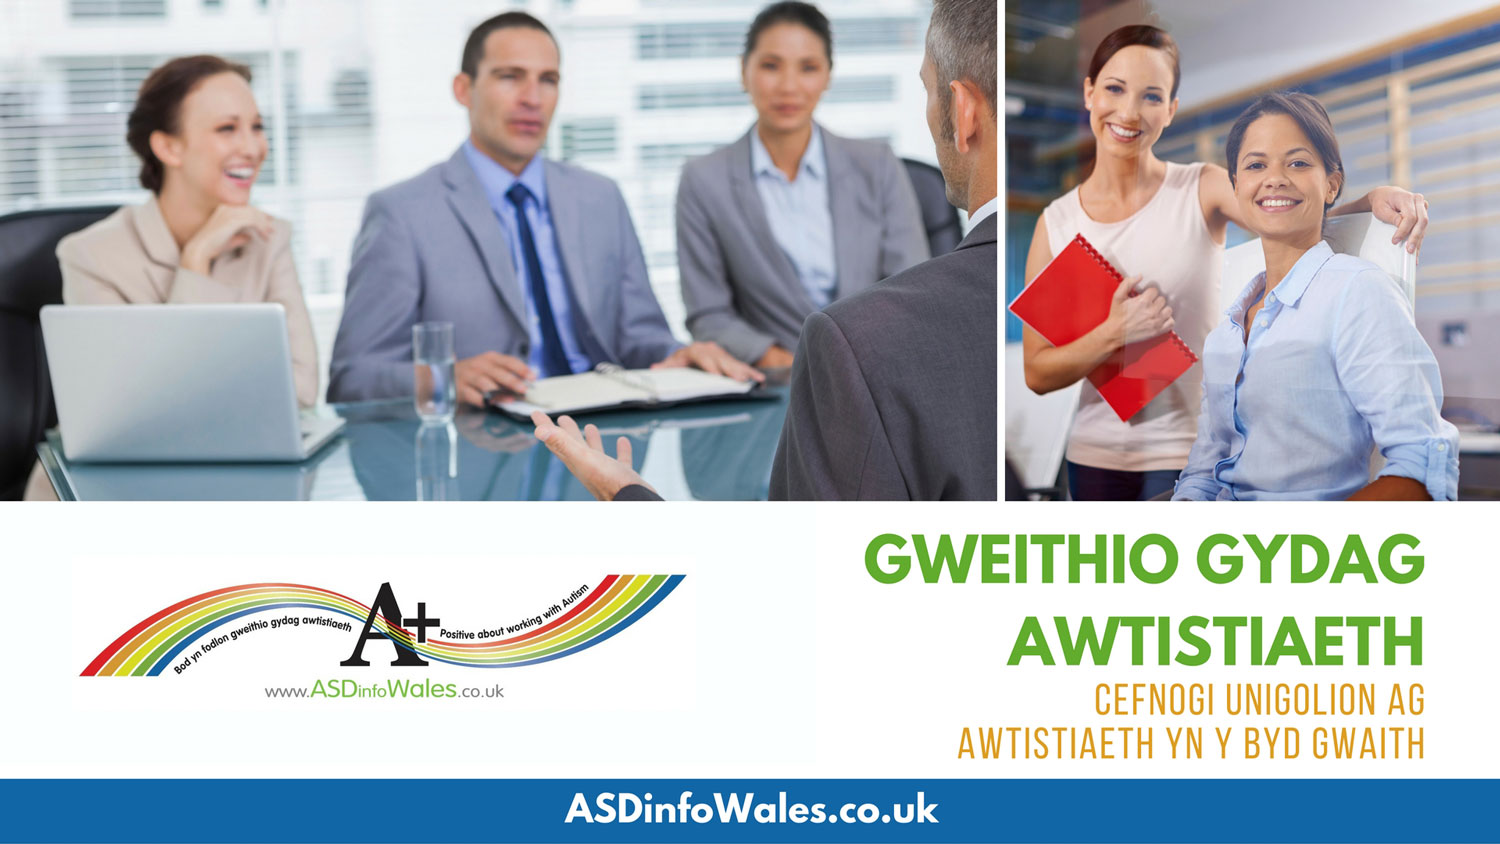 Bod yn fodlon gweithio gydag awtistiaeth
A+
Positive about working with Autism
www.ASDinfoWales.co.uk
GWEITHIO GYDAG
AWTISTIAETH
CEFNOGI UNIGOLION AG
AWTISTIAETH YN Y BYD GWAITH
ASDinfoWales.co.uk